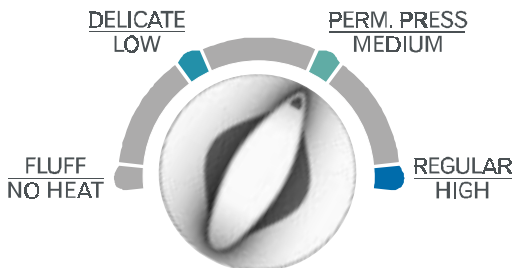 DELICATE
LOW
PERM. PRESS
MEDIUM
FLUFF
NO HEAT
REGULAR
HIGH